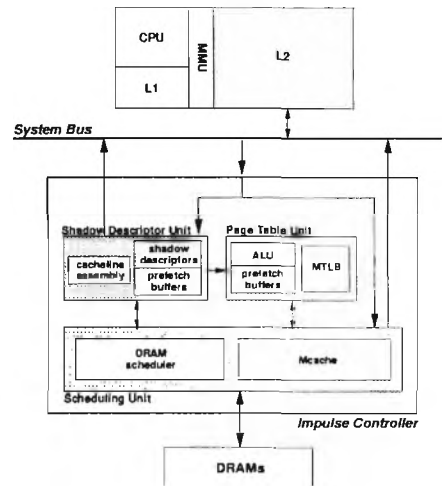 CPU
MMU
L2
L1
System Bus
Shadow Descriptor Unit
Page Table Unit
shadow
descriptors
cacheline
assembly
prefetch
buffers
ALU
prefetch
buffers
MTLB
DRAM
scheduler
Mcache
Scheduling Unit
Impulse Controller
DRAMs